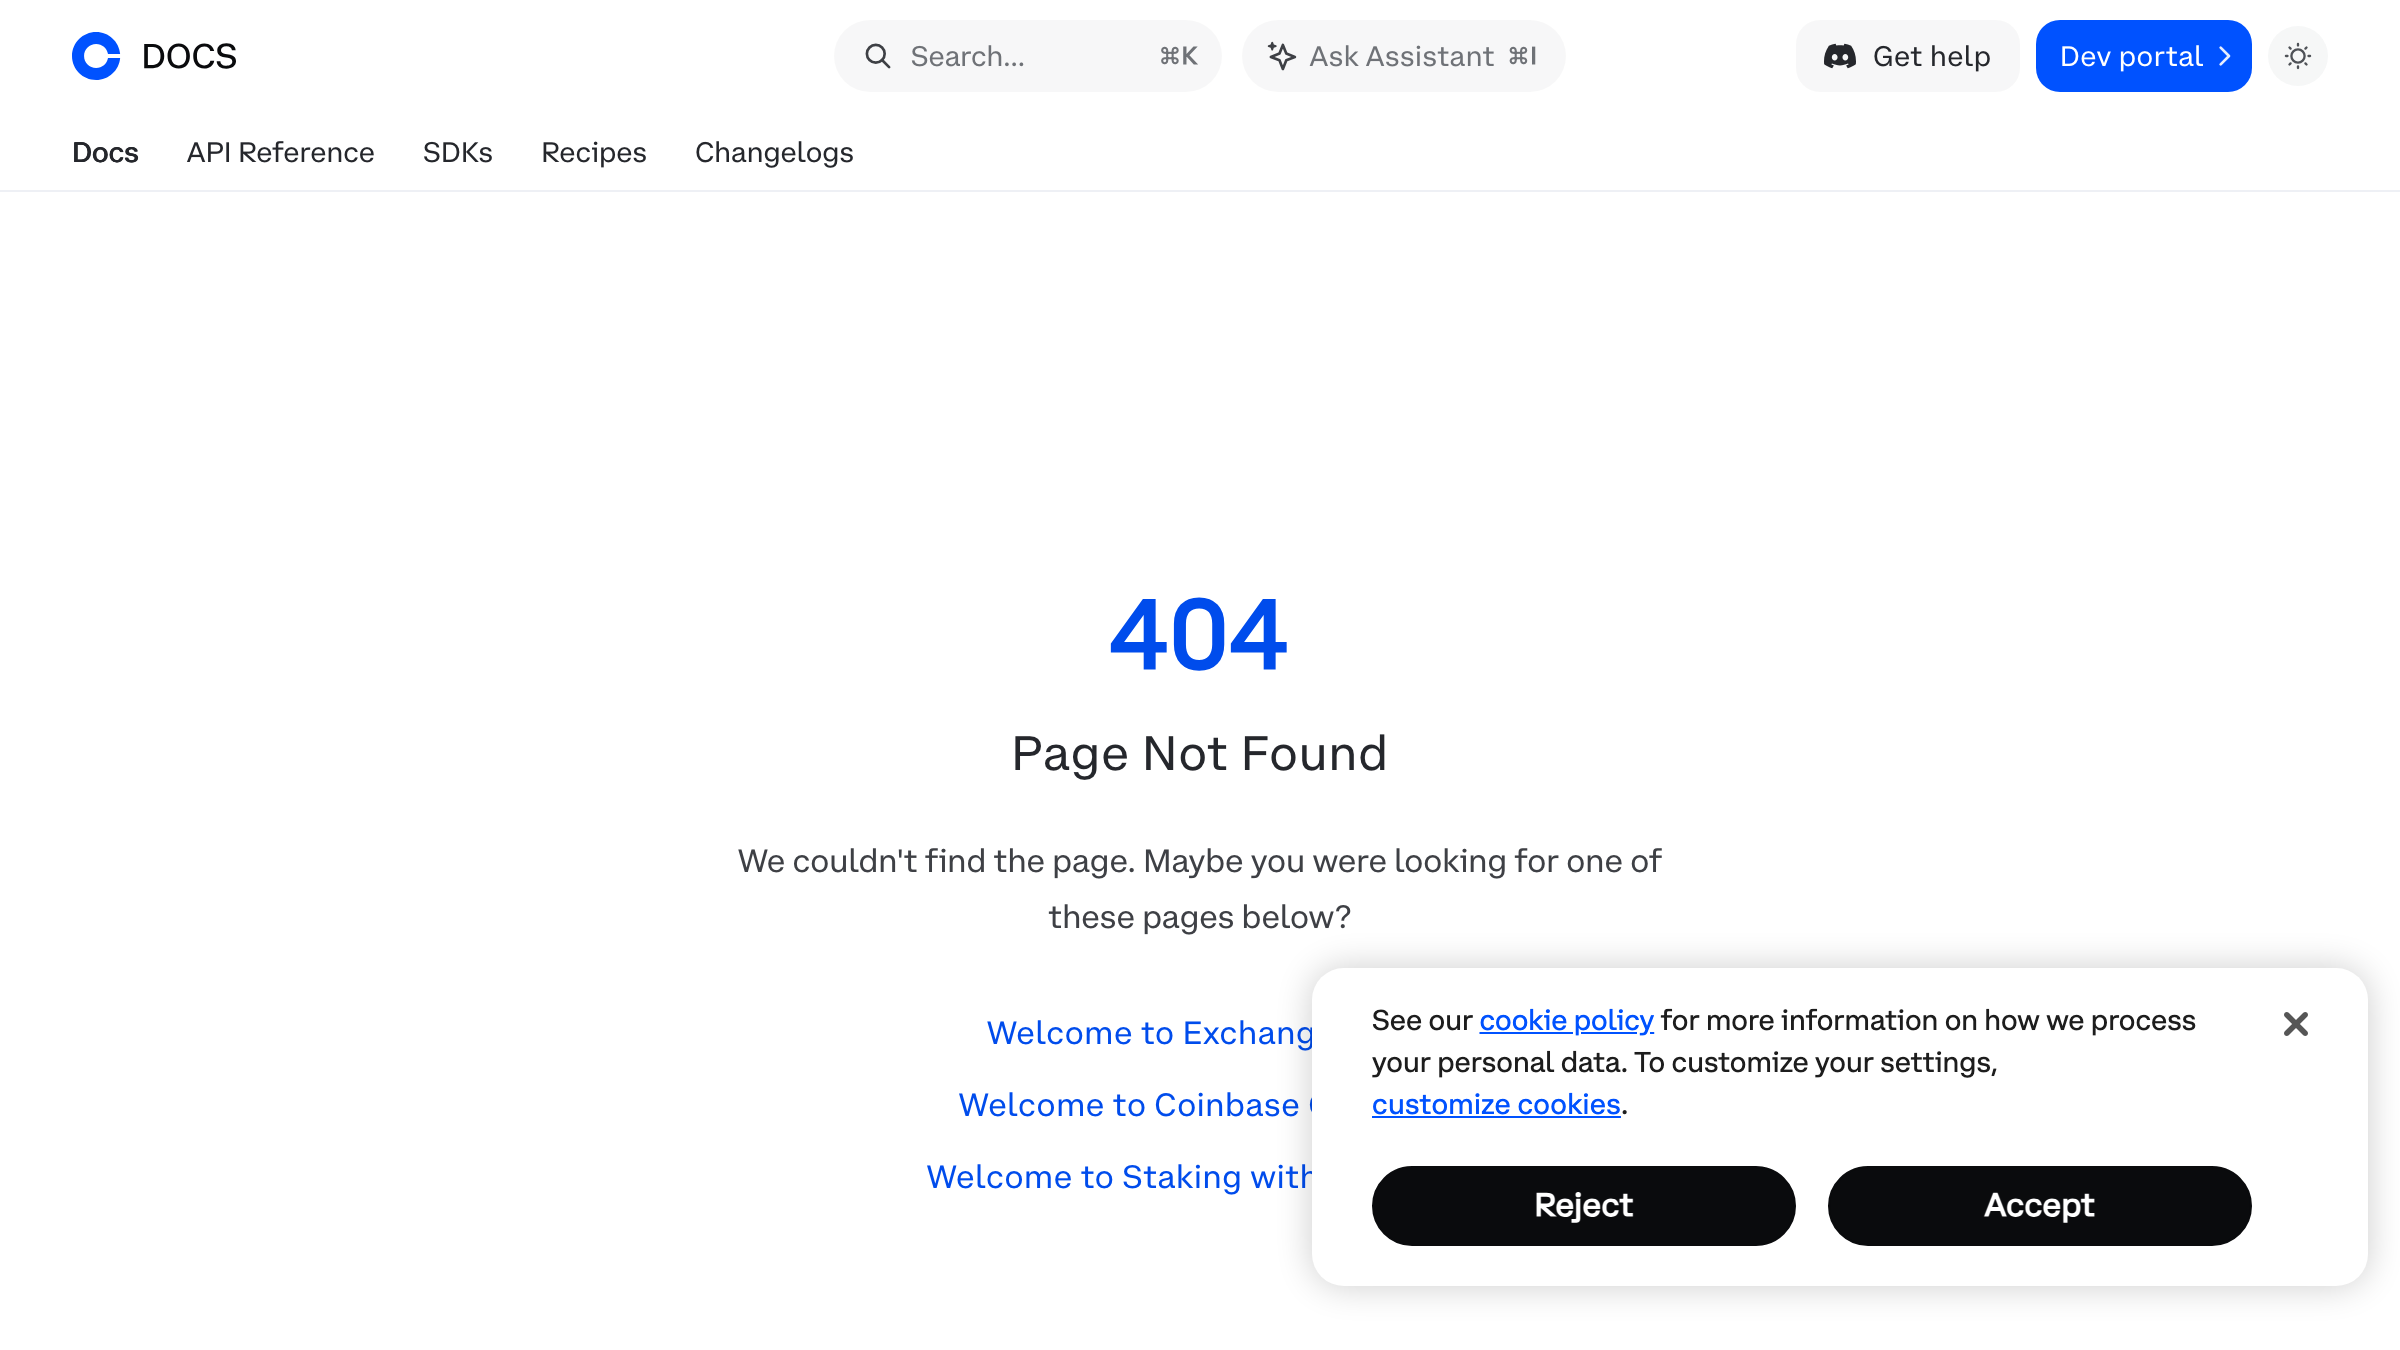 DOCS
Search... ⌘K
Ask Assistant ⌘I
Get help
Dev portal
Docs API Reference SDKs Recipes Changelogs
404
Page Not Found
We couldn't find the page. Maybe you were looking for one of
these pages below?
Welcome to
Welcome to Coinbase
Welcome to Staking with
See our cookie policy for more information on how we process
your personal data. To customize your settings,
customize cookies.
Reject
Accept